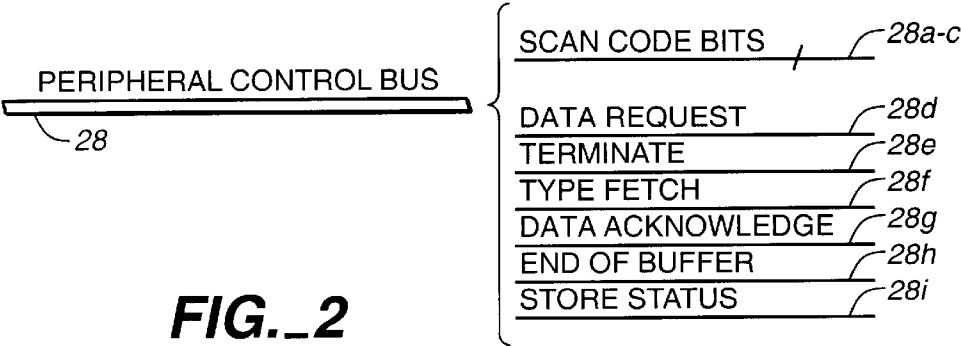 PERIPHERAL CONTROL BUS
28
SCAN CODE BITS 28a-c
DATA REQUEST 28d
TERMINATE 28e
TYPE FETCH 28f
DATA ACKNOWLEDGE 28g
END OF BUFFER 28h
STORE STATUS 28i
FIG._2